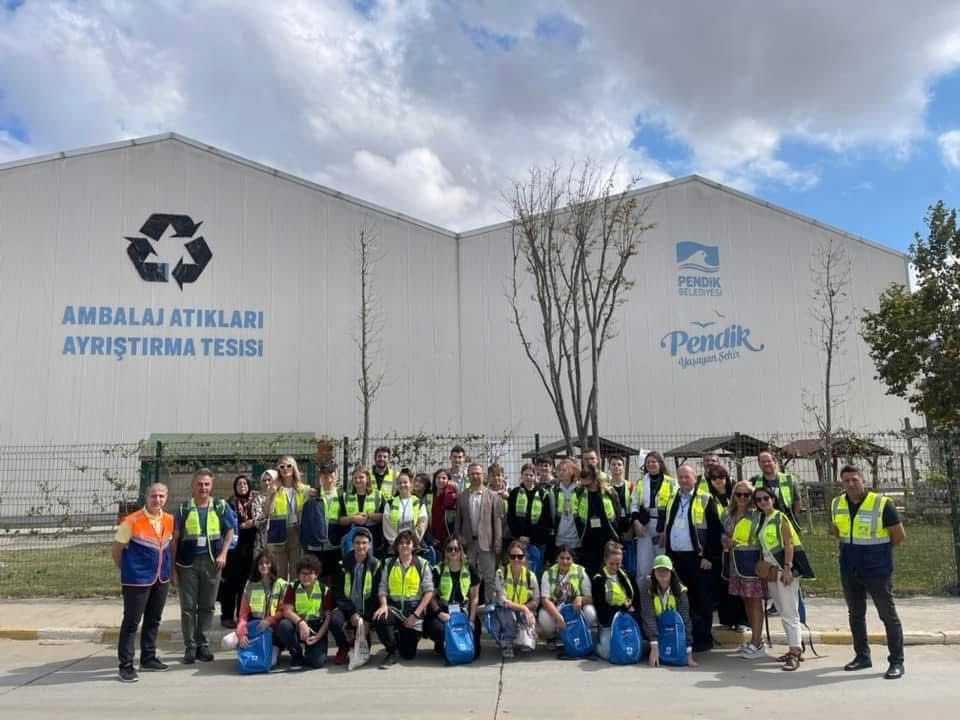 AMBALAJ ATIKLARI
AYRIŞTIRMA TESISI
PENDİK
BELEDİYESİ
Pendik
Yaşayan Şehir